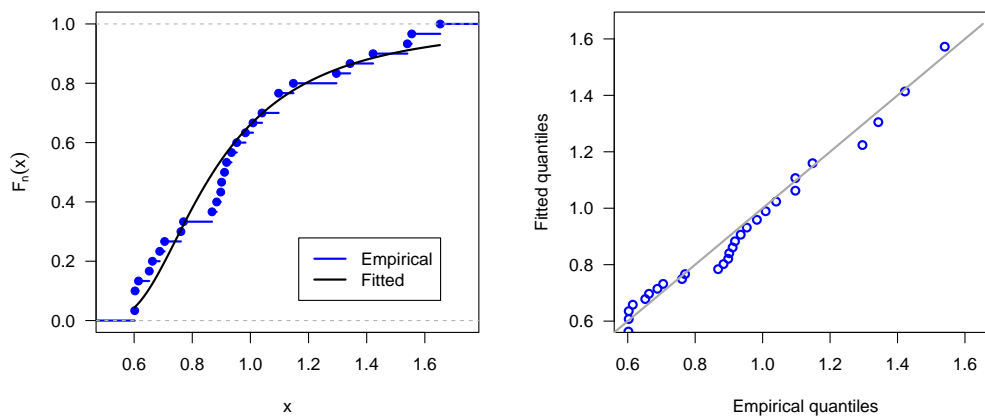 1.0
0.8
0.6
0.4
0.2
0.0
Fn(x)
Empirical
Fitted
0.6 0.8 1.0 1.2 1.4 1.6
x
1.6
1.4
1.2
1.0
0.8
0.6
Fitted quantiles
0.6 0.8 1.0 1.2 1.4 1.6
Empirical quantiles